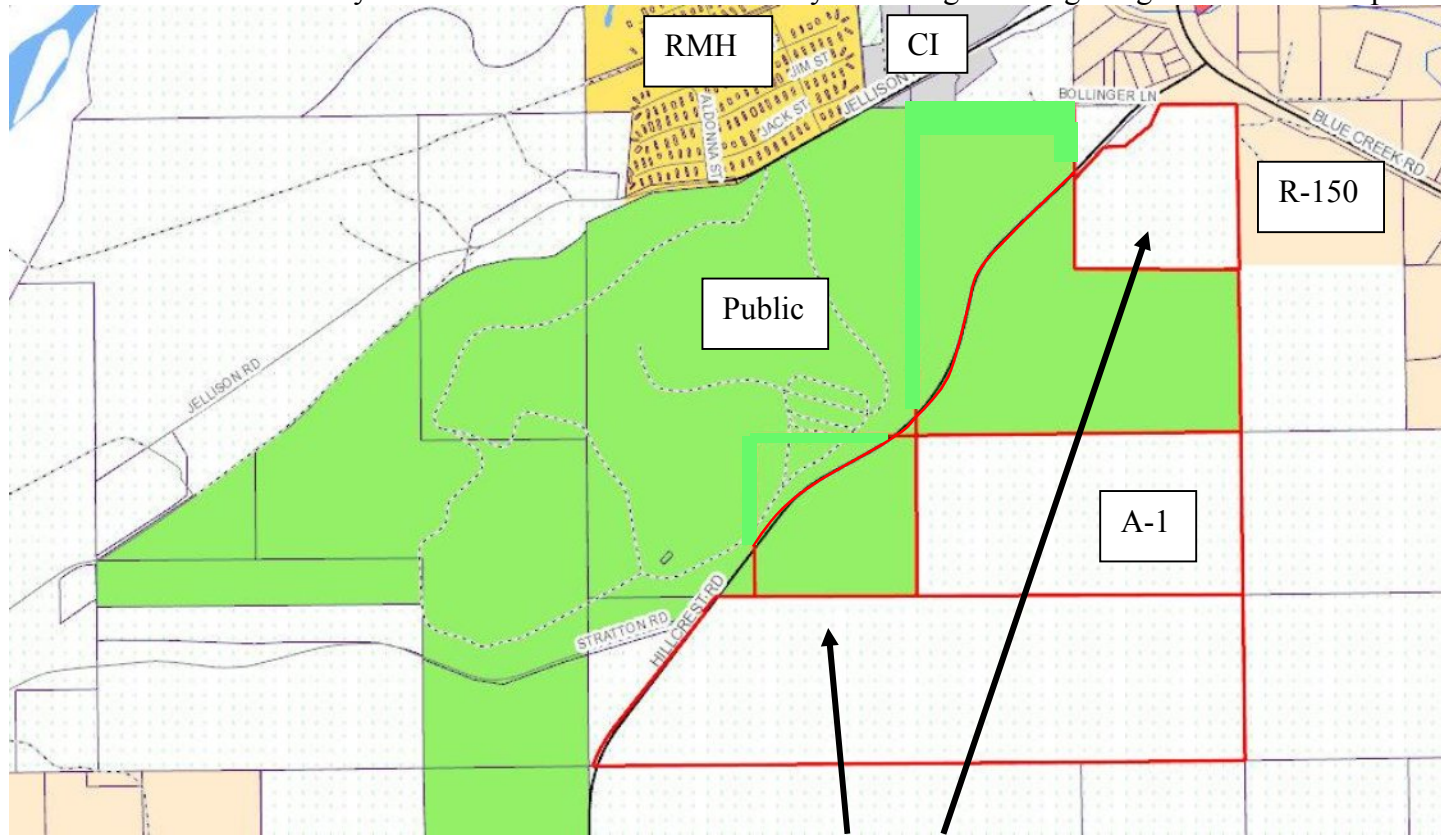 RMH
CI
JIM ST
JELLISON
JACK ST
ALDONNA ST
BOLLINGER LN
BLUE CREEK RD
R-150
Public
JELLISON RD
A-1
HILLCREST RD
STRATTON RD